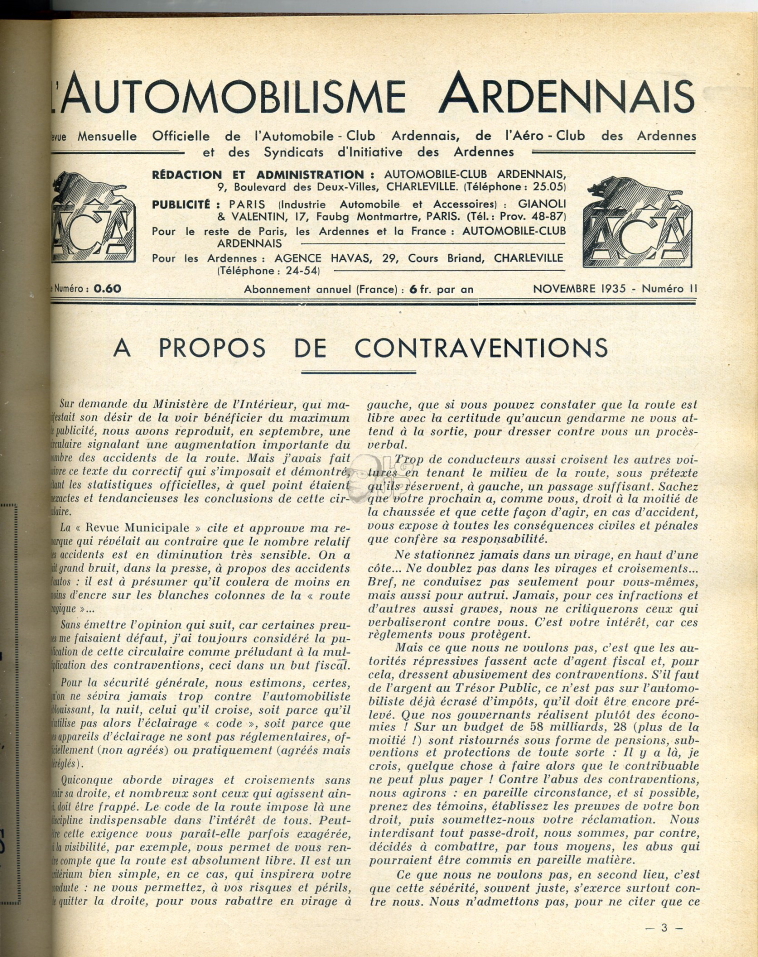 L'AUTOMOBILISME ARDENNAIS
Mensuelle Officielle de l'Automobile-Club Ardennais, de l'Aéro-Club des Ardennes
et des Syndicats d'Initiative des Ardennes
RÉDACTION ET ADMINISTRATION : AUTOMOBILE-CLUB ARDENNAIS,
9, Boulevard des Deux-Villes, CHARLEVILLE. (Téléphone : 25.05)
PUBLICITÉ : PARIS (Industrie Automobile et Accessoires) : GIANOLI
& VALENTIN, 17, Faubg Montmartre, PARIS. (Tél. : Prov. 48-87)
Pour le reste de Paris, les Ardennes et la France : AUTOMOBILE-CLUB
ARDENNAIS
Pour les Ardennes : AGENCE HAVAS, 29, Cours Briand, CHARLEVILLE
(Téléphone : 24-54)
ACA
ACA
Numéro : 0.60
Abonnement annuel (France) : 6 fr. par an
NOVEMBRE 1935 - Numéro 11
A PROPOS DE CONTRAVENTIONS
Sur demande du Ministère de l'Intérieur, qui ma-
son désir de la voir bénéficier du maximum
publicité, nous avons reproduit, en septembre, une
signalant une augmentation importante du
des accidents de la route. Mais j'avais fait
ce texte du correctif qui s'imposait et démontré,
les statistiques officielles, à quel point étaient
et tendancieuses les conclusions de cette cir-
La « Revue Municipale » cite et approuve ma re-
qui révélait au contraire que le nombre relatif
accidents est en diminution très sensible. On a
grand bruit, dans la presse, à propos des accidents
: il est à présumer qu'il coulera de moins en
d'encre sur les blanches colonnes de la « route
»...
Sans émettre l'opinion qui suit, car certaines preu-
me faisaient défaut, j'ai toujours considéré la pu-
de cette circulaire comme préludant à la mul-
des contraventions, ceci dans un but fiscal.
Pour la sécurité générale, nous estimons, certes,
ne sévira jamais trop contre l'automobiliste
la nuit, celui qu'il croise, soit parce qu'il
pas alors l'éclairage « code », soit parce que
appareils d'éclairage ne sont pas réglementaires, of-
(non agréés) ou pratiquement (agréés mais
Quiconque aborde virages et croisements sans
sa droite, et nombreux sont ceux qui agissent ain-
doit être frappé. Le code de la route impose là une
indispensable dans l'intérêt de tous. Peut-
cette exigence vous paraît-elle parfois exagérée,
la visibilité, par exemple, vous permet de vous ren-
compte que la route est absolument libre. Il est un
bien simple, en ce cas, qui inspirera votre
: ne vous permettez, à vos risques et périls,
quitter la droite, pour vous rabattre en virage à
gauche, que si vous pouvez constater que la route est
libre avec la certitude qu'aucun gendarme ne vous at-
tend à la sortie, pour dresser contre vous un procès-
verbal.
Trop de conducteurs aussi croisent les autres voi-
tures en tenant le milieu de la route, sous prétexte
qu'ils réservent, à gauche, un passage suffisant. Sachez
que votre prochain a, comme vous, droit à la moitié de
la chaussée et que cette façon d'agir, en cas d'accident,
vous expose à toutes les conséquences civiles et pénales
que confère sa responsabilité.
Ne stationnez jamais dans un virage, en haut d'une
côte... Ne doublez pas dans les virages et croisements...
Bref, ne conduisez pas seulement pour vous-mêmes,
mais aussi pour autrui. Jamais, pour ces infractions et
d'autres aussi graves, nous ne critiquerons ceux qui
verbaliseront contre vous. C'est votre intérêt, car ces
règlements vous protègent.
Mais ce que nous ne voulons pas, c'est que les au-
torités répressives fassent acte d'agent fiscal et, pour
cela, dressent abusivement des contraventions. S'il faut
de l'argent au Trésor Public, ce n'est pas sur l'automo-
biliste déjà écrasé d'impôts, qu'il doit être encore pré-
levé. Que nos gouvernants réalisent plutôt des écono-
mies ! Sur un budget de 58 milliards, 28 (plus de la
moitié !) sont ristournés sous forme de pensions, sub-
ventions et protections de toute sorte : Il y a là, je
crois, quelque chose à faire alors que le contribuable
ne peut plus payer ! Contre l'abus des contraventions,
nous agirons : en pareille circonstance, et si possible,
prenez des témoins, établissez les preuves de votre bon
droit, puis soumettez-nous votre réclamation. Nous
interdisant tout passe-droit, nous sommes, par contre,
décidés à combattre, par tous moyens, les abus qui
pourraient être commis en pareille matière.
Ce que nous ne voulons pas, en second lieu, c'est
que cette sévérité, souvent juste, s'exerce surtout con-
tre nous. Nous n'admettons pas, pour ne citer que ce
— 3 —